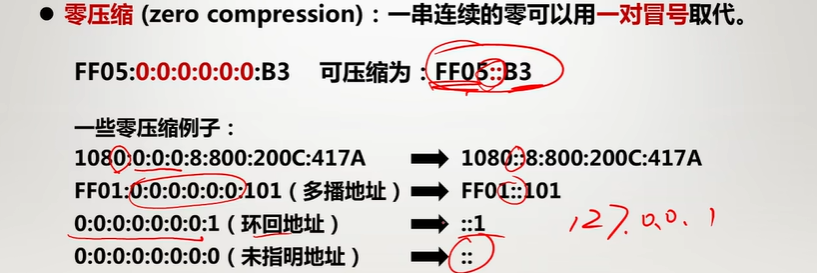 ● 零压缩 (zero compression)：一串连续的零可以用一对冒号取代。
FF05:0:0:0:0:0:0:B3 可压缩为：FF05::B3
一些零压缩例子：
1080:0:0:0:8:800:200C:417A → 1080::8:800:200C:417A
FF01:0:0:0:0:0:0:101（多播地址） → FF01::101
0:0:0:0:0:0:0:1（环回地址） → ::1 127.0.0.1
0:0:0:0:0:0:0:0（未指明地址） → ::